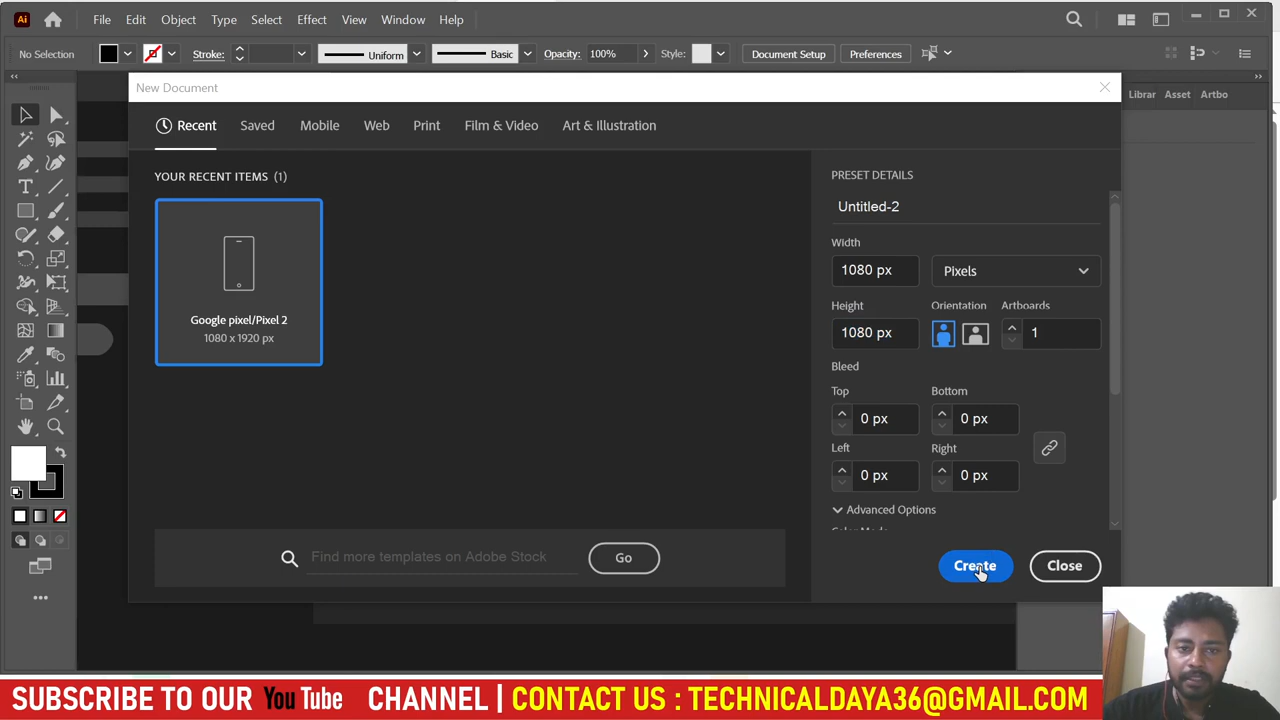 Ai File Edit Object Type Select Effect View Window Help
No Selection Stroke: Uniform Basic Opacity: 100% Style: Document Setup Preferences
New Document
Librar Asset Artbo
Recent Saved Mobile Web Print Film & Video Art & Illustration
YOUR RECENT ITEMS (1)
Google pixel/Pixel 2
1080 x 1920 px
Find more templates on Adobe Stock Go
PRESET DETAILS
Untitled-2
Width
1080 px Pixels
Height Orientation Artboards
1080 px 1
Bleed
Top Bottom
0 px 0 px
Left Right
0 px 0 px
Advanced Options
Color Mode
Create Close
SUBSCRIBE TO OUR YouTube CHANNEL | CONTACT US : TECHNICALDAYA36@GMAIL.COM